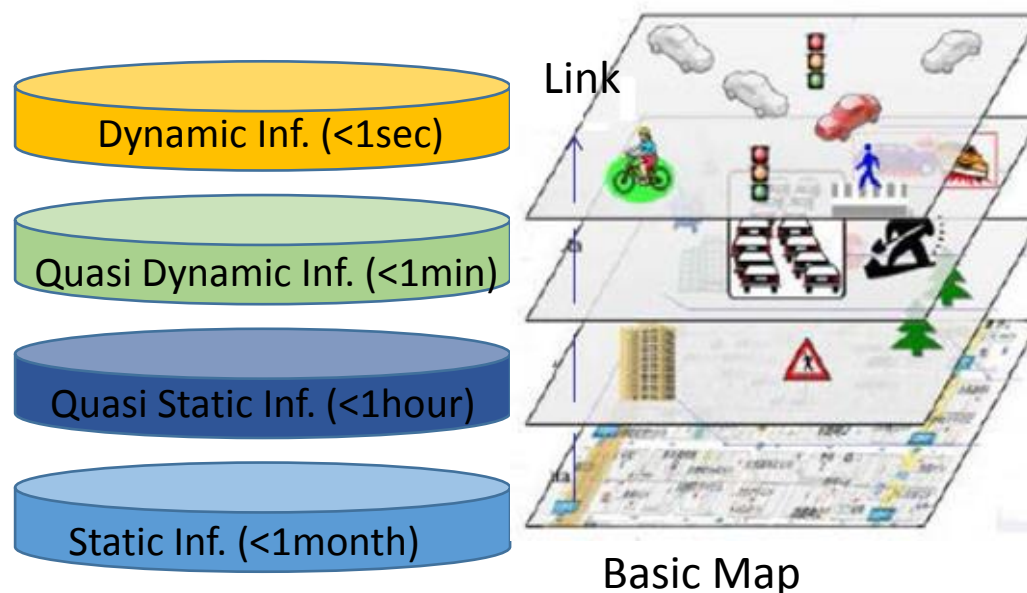 Dynamic Inf. (<1sec)
Quasi Dynamic Inf. (<1min)
Quasi Static Inf. (<1hour)
Static Inf. (<1month)
Link
Basic Map